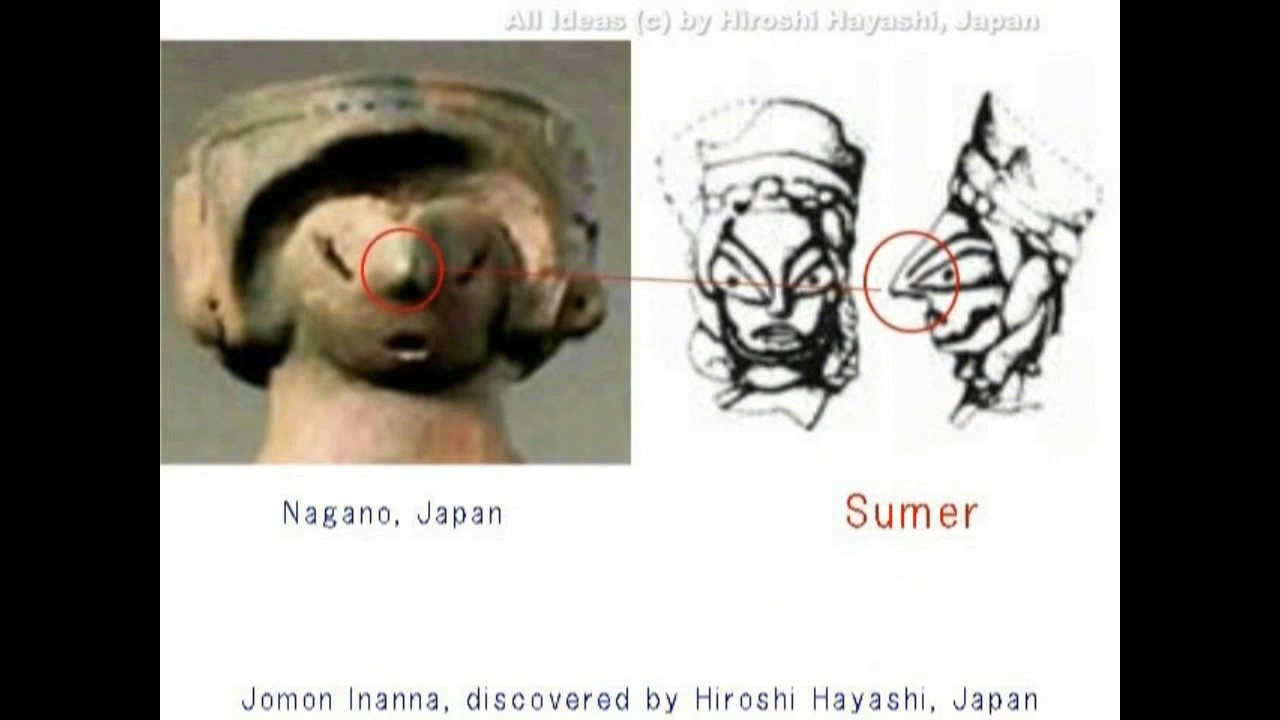 All Ideas (c) by Hiroshi Hayashi, Japan
Nagano, Japan
Sumer
Jomon Inanna, discovered by Hiroshi Hayashi, Japan